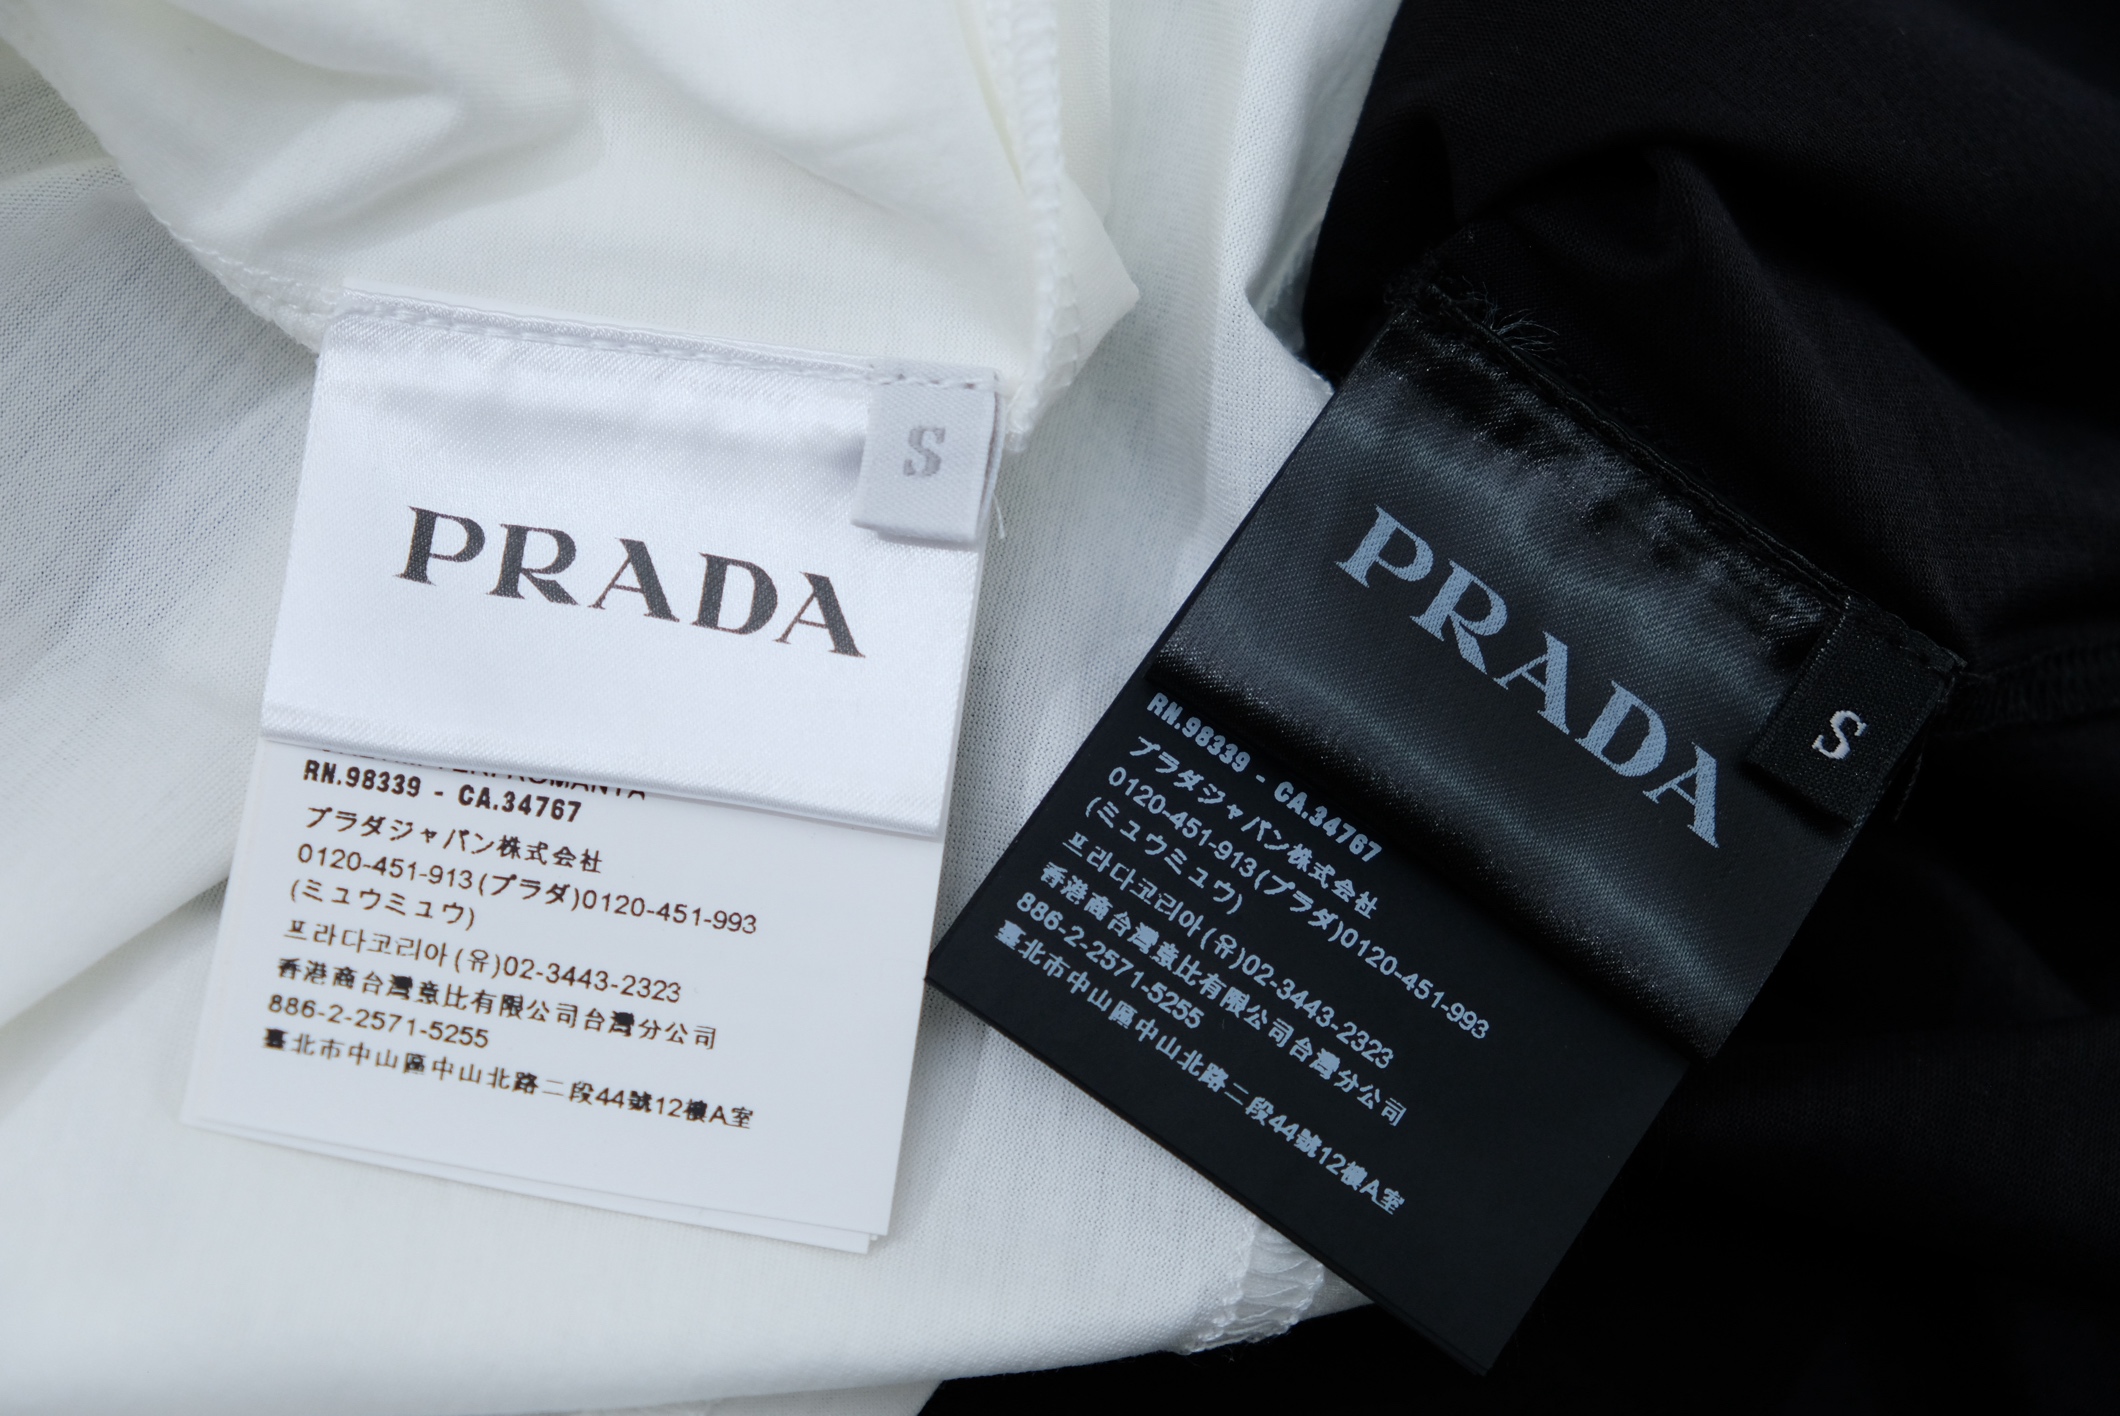 PRADA
S
RN.98339 - CA.34767
プラダジャパン株式会社
0120-451-913(プラダ)0120-451-993
(ミュウミュウ)
프라다코리아(유)02-3443-2323
香港商台灣意比有限公司台灣分公司
886-2-2571-5255
臺北市中山區中山北路二段44號12樓A室
PRADA
S
RN.98339 - CA.34767
プラダジャパン株式会社
0120-451-913(プラダ)0120-451-993
(ミュウミュウ)
프라다코리아(유)02-3443-2323
香港商台灣意比有限公司台灣分公司
886-2-2571-5255
臺北市中山區中山北路二段44號12樓A室